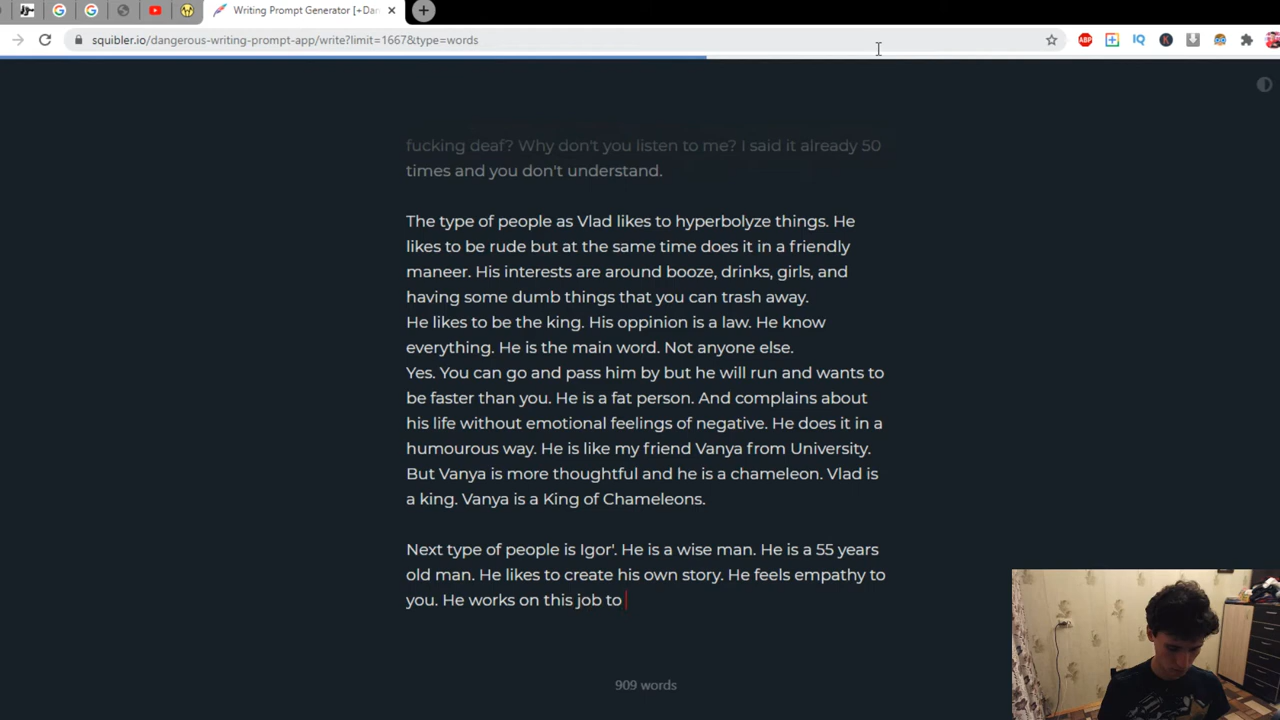 Writing Prompt Generator [+Dan
squibler.io/dangerous-writing-prompt-app/write?limit=1667&type=words
ABP
IQ
K
fucking deaf? Why don't you listen to me? I said it already 50
times and you don't understand.
The type of people as Vlad likes to hyperbolyze things. He
likes to be rude but at the same time does it in a friendly
maneer. His interests are around booze, drinks, girls, and
having some dumb things that you can trash away.
He likes to be the king. His oppinion is a law. He know
everything. He is the main word. Not anyone else.
Yes. You can go and pass him by but he will run and wants to
be faster than you. He is a fat person. And complains about
his life without emotional feelings of negative. He does it in a
humourous way. He is like my friend Vanya from University.
But Vanya is more thoughtful and he is a chameleon. Vlad is
a king. Vanya is a King of Chameleons.
Next type of people is Igor'. He is a wise man. He is a 55 years
old man. He likes to create his own story. He feels empathy to
you. He works on this job to
909 words